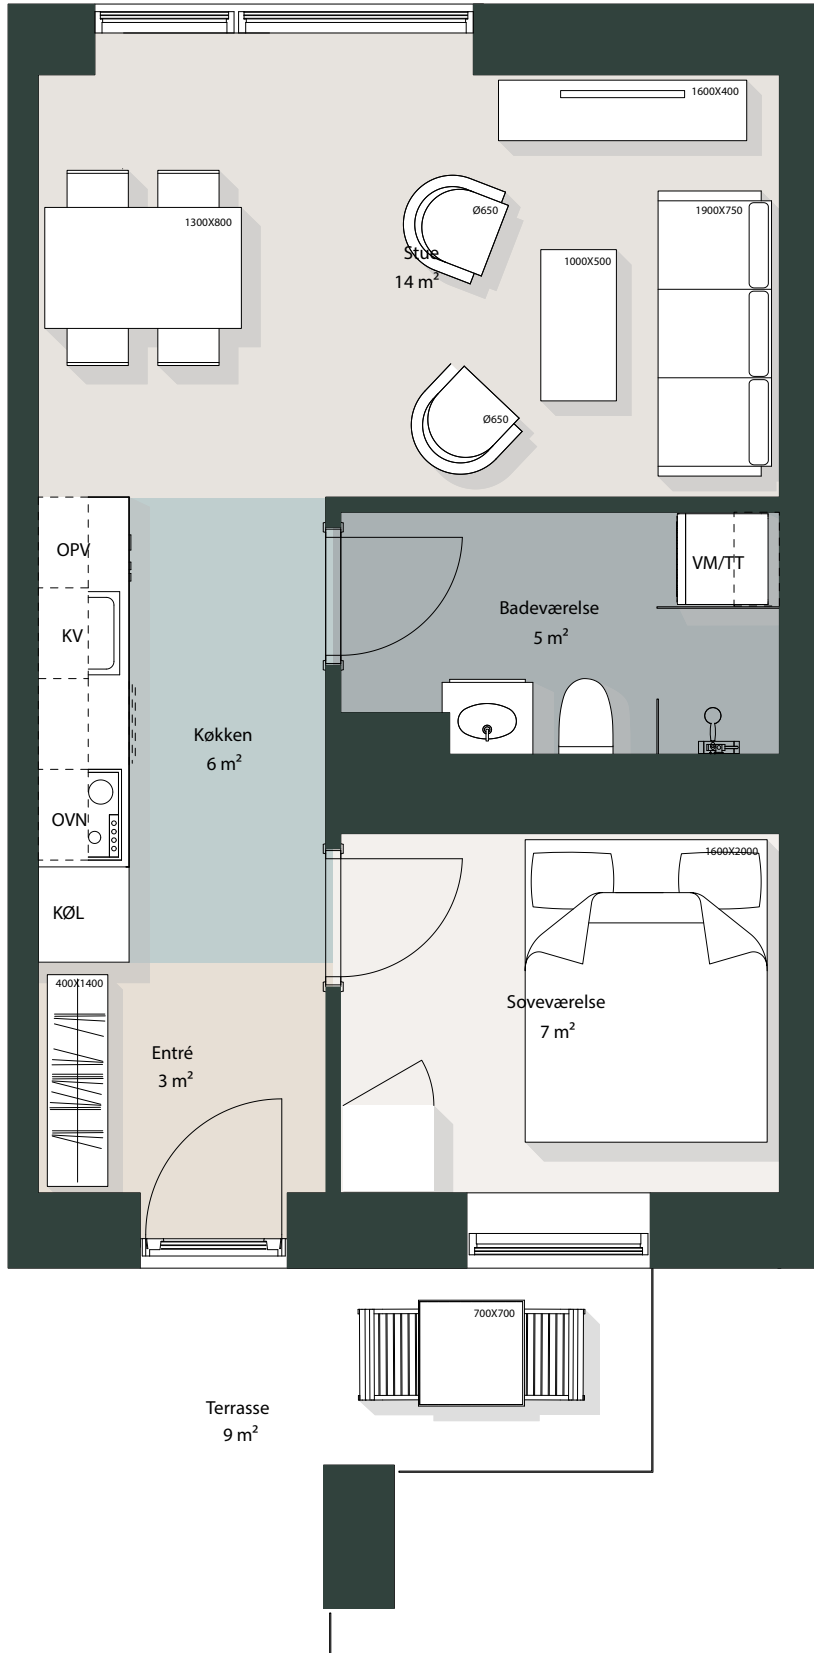 1600X400
1300X800
Ø650
1900X750
Stue
14 m²
1000X500
Ø650
OPV
VM/TT
Badeværelse
5 m²
KV
Køkken
6 m²
OVN
1600X2000
KØL
400X1400
Soveværelse
7 m²
Entré
3 m²
700X700
Terrasse
9 m²